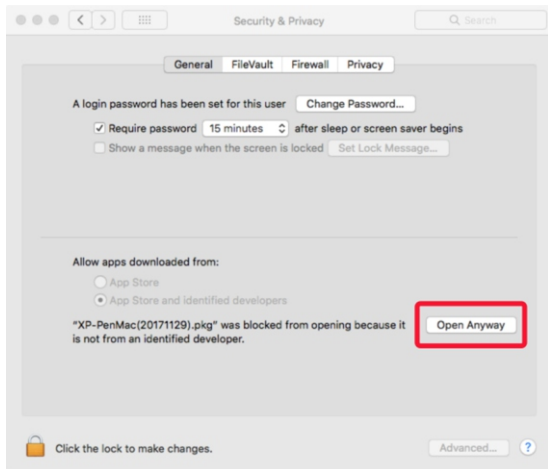 Security & Privacy
Search
General FileVault Firewall Privacy
A login password has been set for this user Change Password...
Require password 15 minutes after sleep or screen saver begins
Show a message when the screen is locked Set Lock Message...
Allow apps downloaded from:
App Store
App Store and identified developers
"XP-PenMac(20171129).pkg" was blocked from opening because it Open Anyway
is not from an identified developer.
Click the lock to make changes.
Advanced... ?